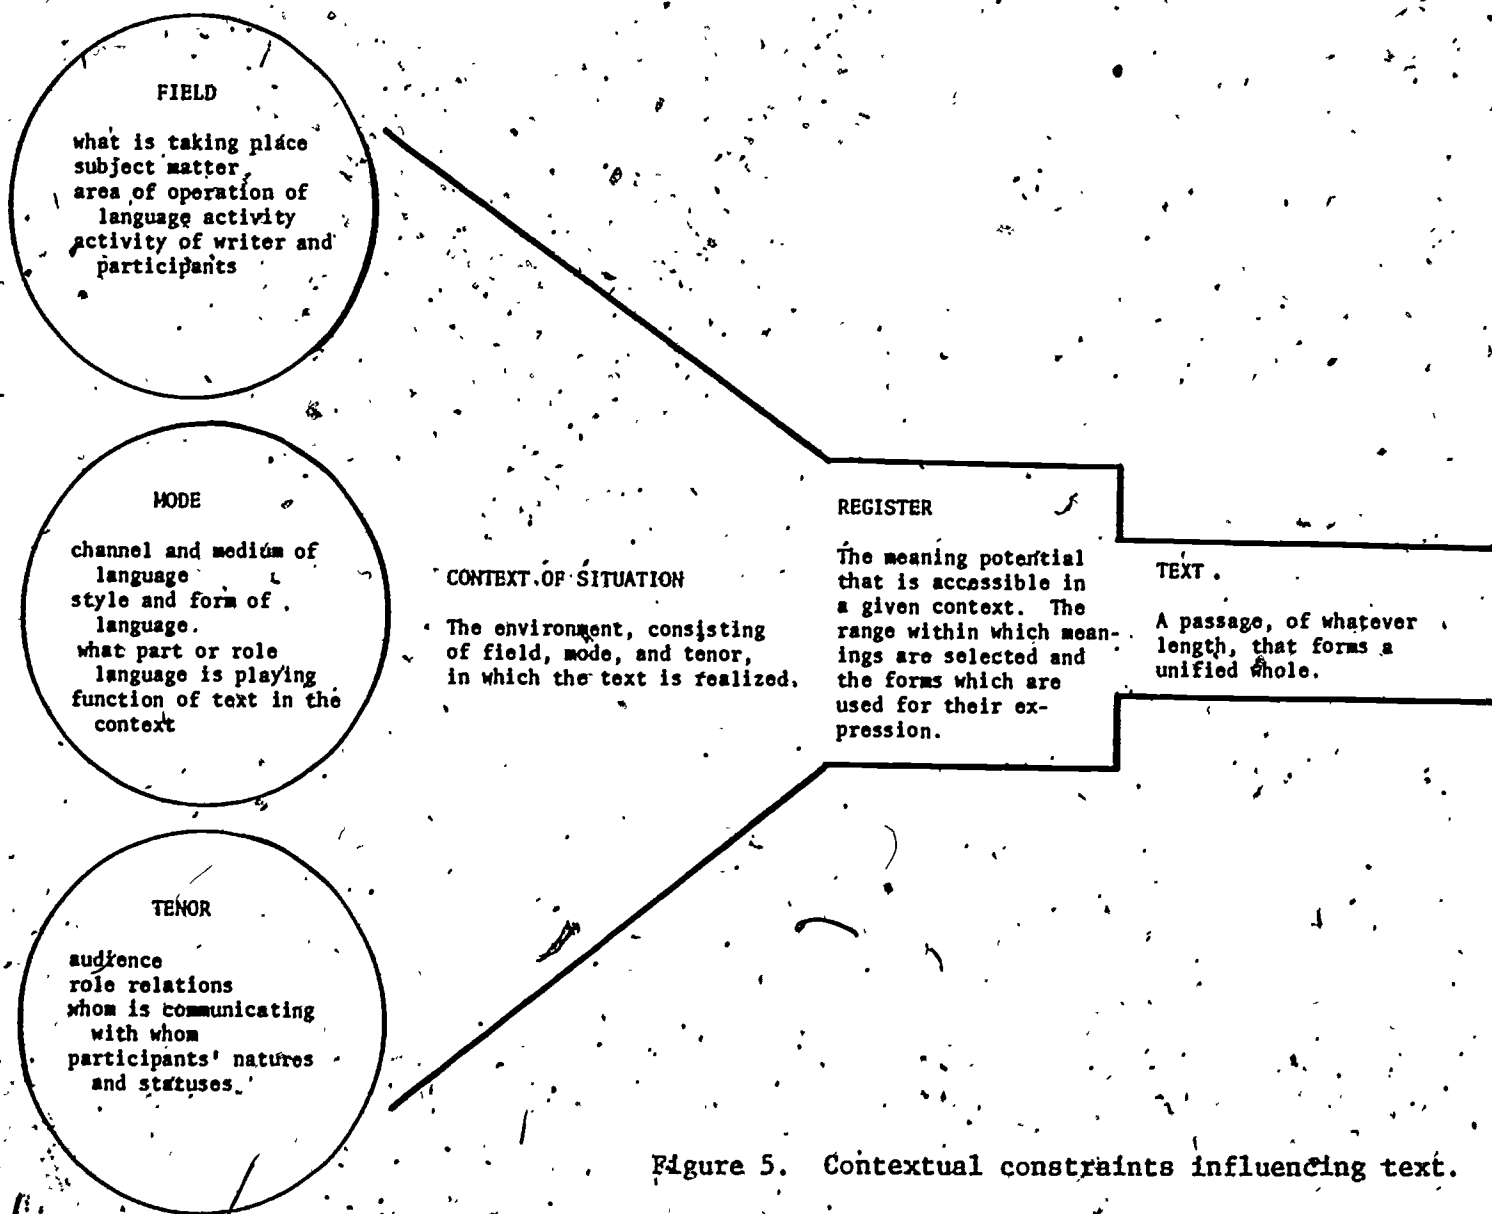 FIELD
what is taking place
subject matter
area of operation of
language activity
activity of writer and
participants
MODE
channel and medium of
language
style and form of
language.
what part or role
language is playing
function of text in the
context
TENOR
audience
role relations
whom is communicating
with whom
participants' natures
and statuses.
CONTEXT OF SITUATION
The environment, consisting
of field, mode, and tenor,
in which the text is realized.
REGISTER
The meaning potential
that is accessible in
a given context. The
range within which mean-
ings are selected and
the forms which are
used for their ex-
pression.
TEXT
A passage, of whatever
length, that forms a
unified whole.
Figure 5. Contextual constraints influencing text.